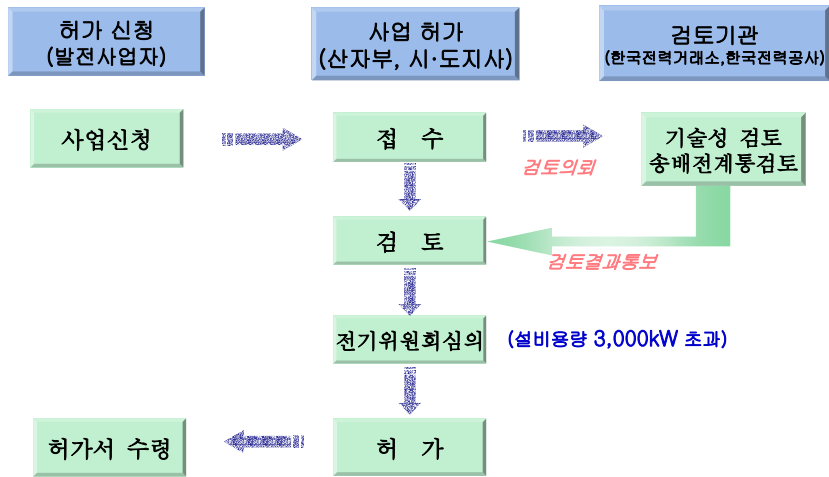 허가 신청
(발전사업자)
사업 허가
(산자부, 시·도지사)
검토기관
(한국전력거래소,한국전력공사)
사업신청
접 수
기술성 검토
송배전계통검토
검토의뢰
검 토
검토결과통보
전기위원회심의
(설비용량 3,000kW 초과)
허가서 수령
허 가